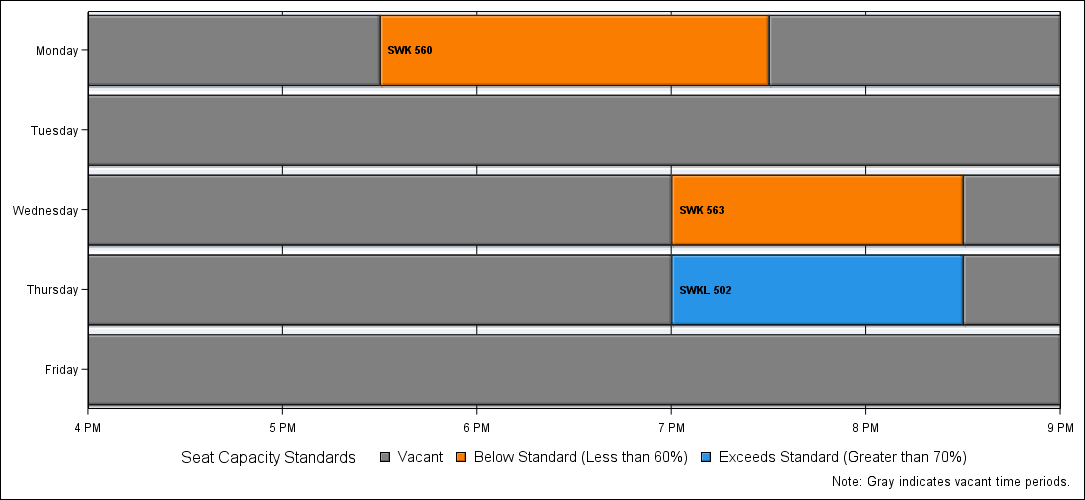 Monday
SWK 560
Tuesday
Wednesday
SWK 563
Thursday
SWKL 502
Friday
4 PM 5 PM 6 PM 7 PM 8 PM 9 PM
Seat Capacity Standards Vacant Below Standard (Less than 60%) Exceeds Standard (Greater than 70%)
Note: Gray indicates vacant time periods.